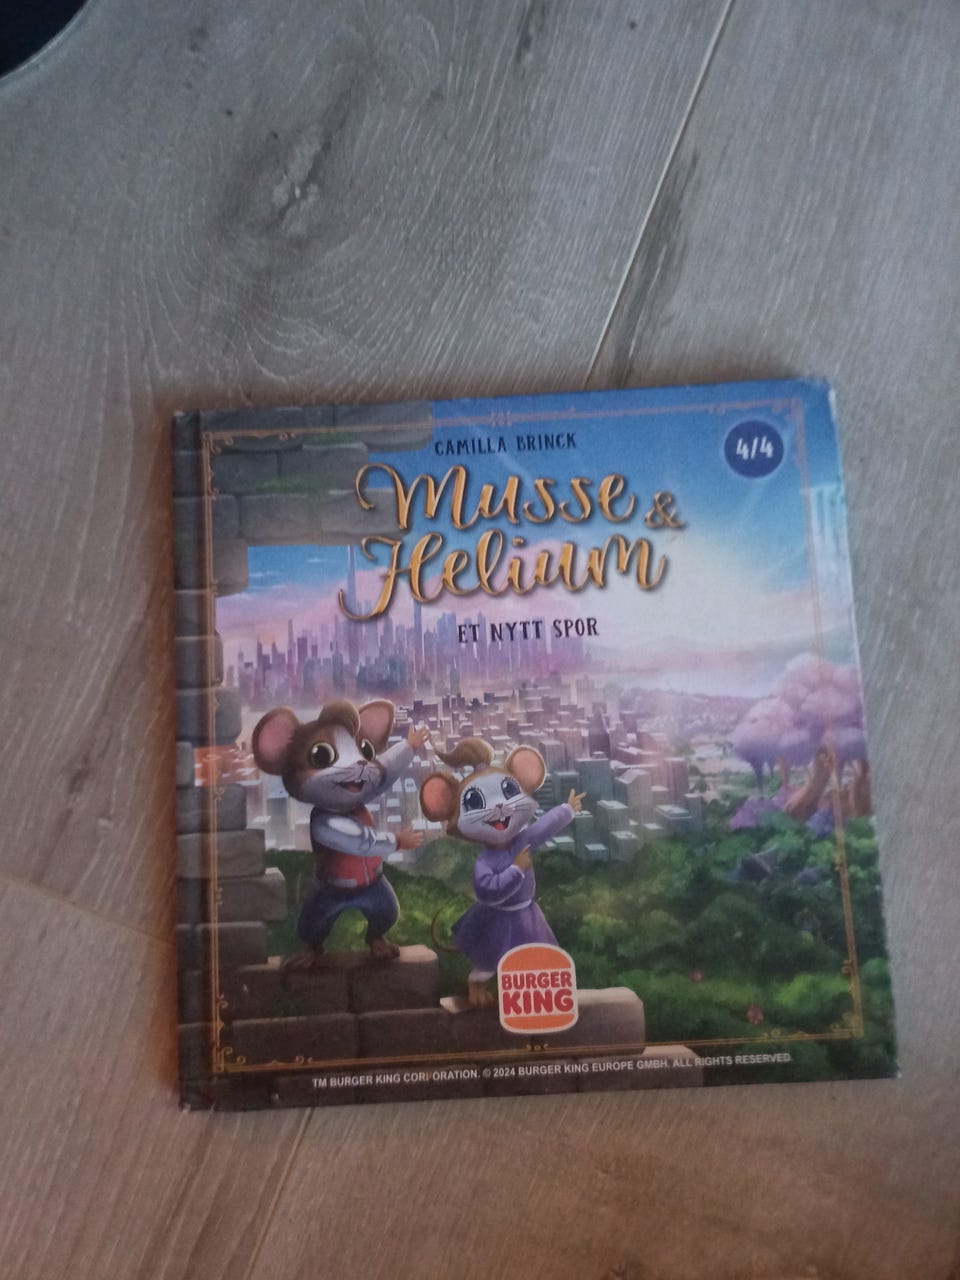 CAMILLA BRINCK
4/4
Musse &
Helium
ET NYTT SPOR
BURGER
KING
TM BURGER KING CORPORATION. © 2024 BURGER KING EUROPE GMBH. ALL RIGHTS RESERVED.